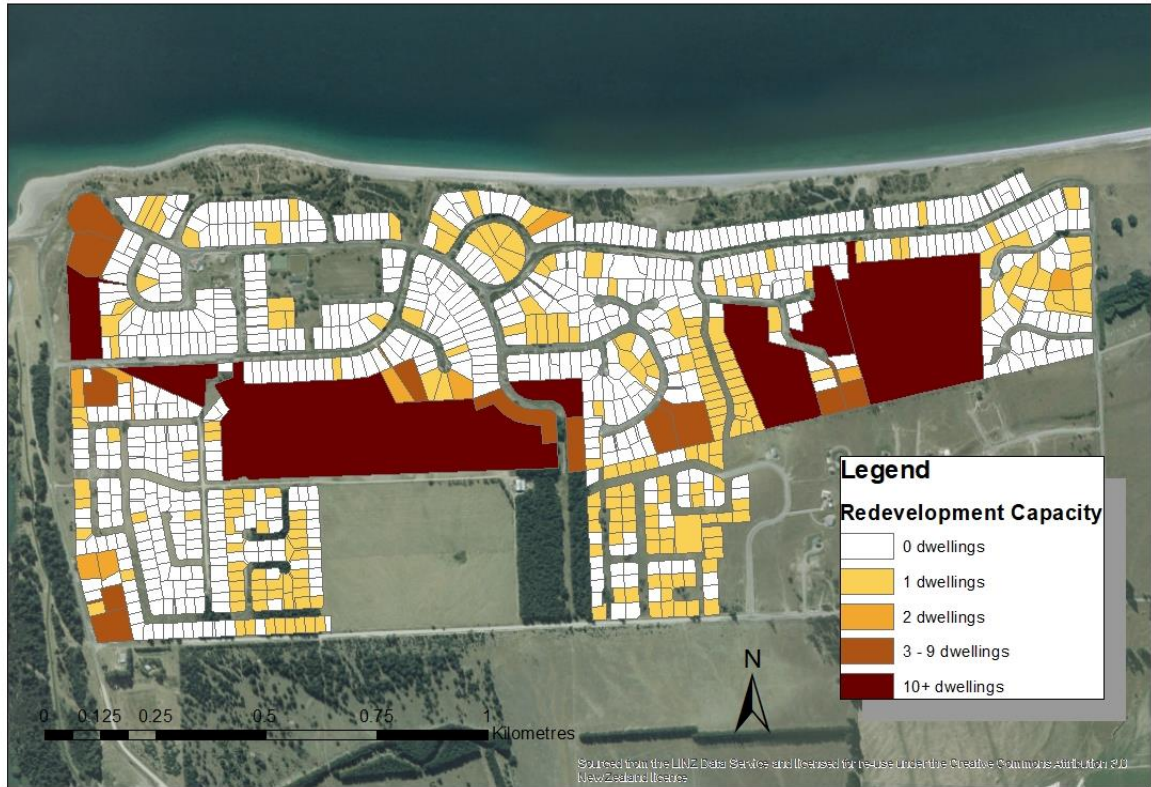 Legend
Redevelopment Capacity
0 dwellings
1 dwellings
2 dwellings
3 - 9 dwellings
10+ dwellings
N
0 0.125 0.25 0.5 0.75 1
Kilometres
Sourced from the LINZ Data Service and licensed for re-use under the Creative Commons Attribution 3.0
New Zealand licence